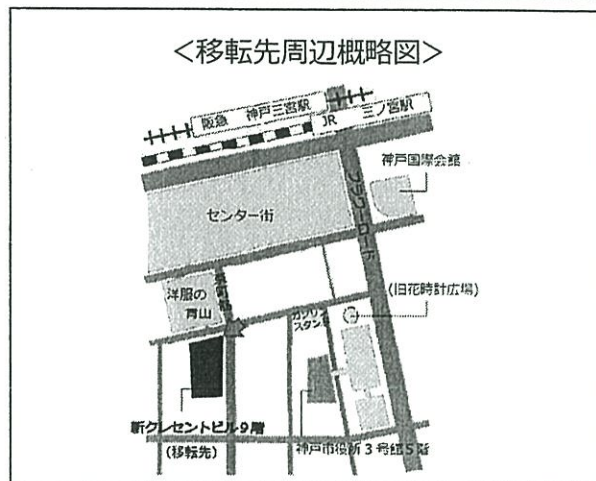 <移転先周辺概略図>
阪急 神戸三宮駅
JR 三ノ宮駅
神戸国際会館
フラワーロード
センター街
京町筋
洋服の
青山
(旧花時計広場)
ガソリン
スタンド
新クレセントビル9階
(移転先)
神戸市役所3号館5階